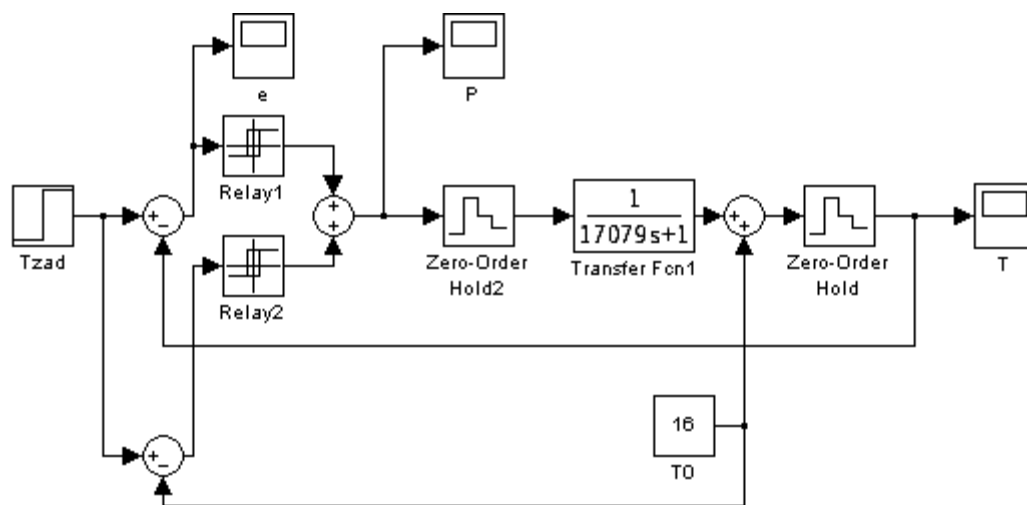 e
P
Relay1
Tzad
+
-
+
+
1
17079s+1
+
+
Relay2
Zero-Order
Hold2
Transfer Fcn1
Zero-Order
Hold
T
16
T0
+
-